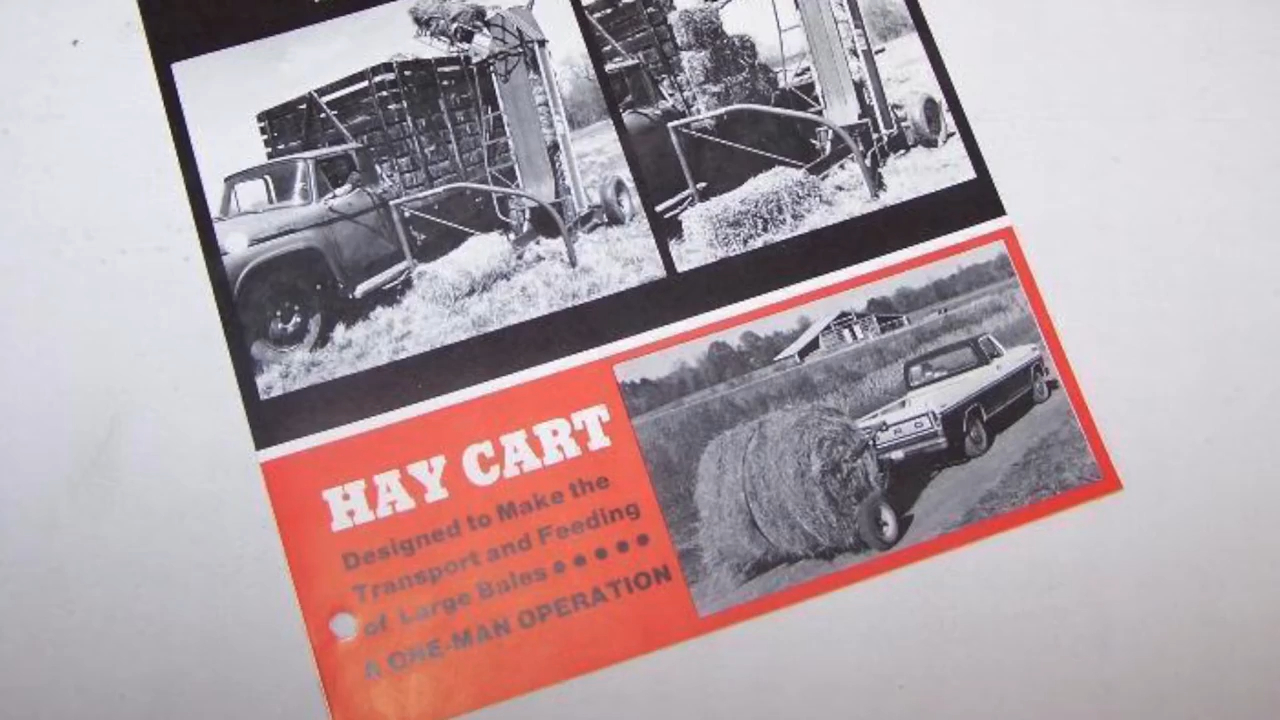 HAY CART
Designed to Make the
Transport and Feeding
of Large Bales •••••
A ONE-MAN OPERATION